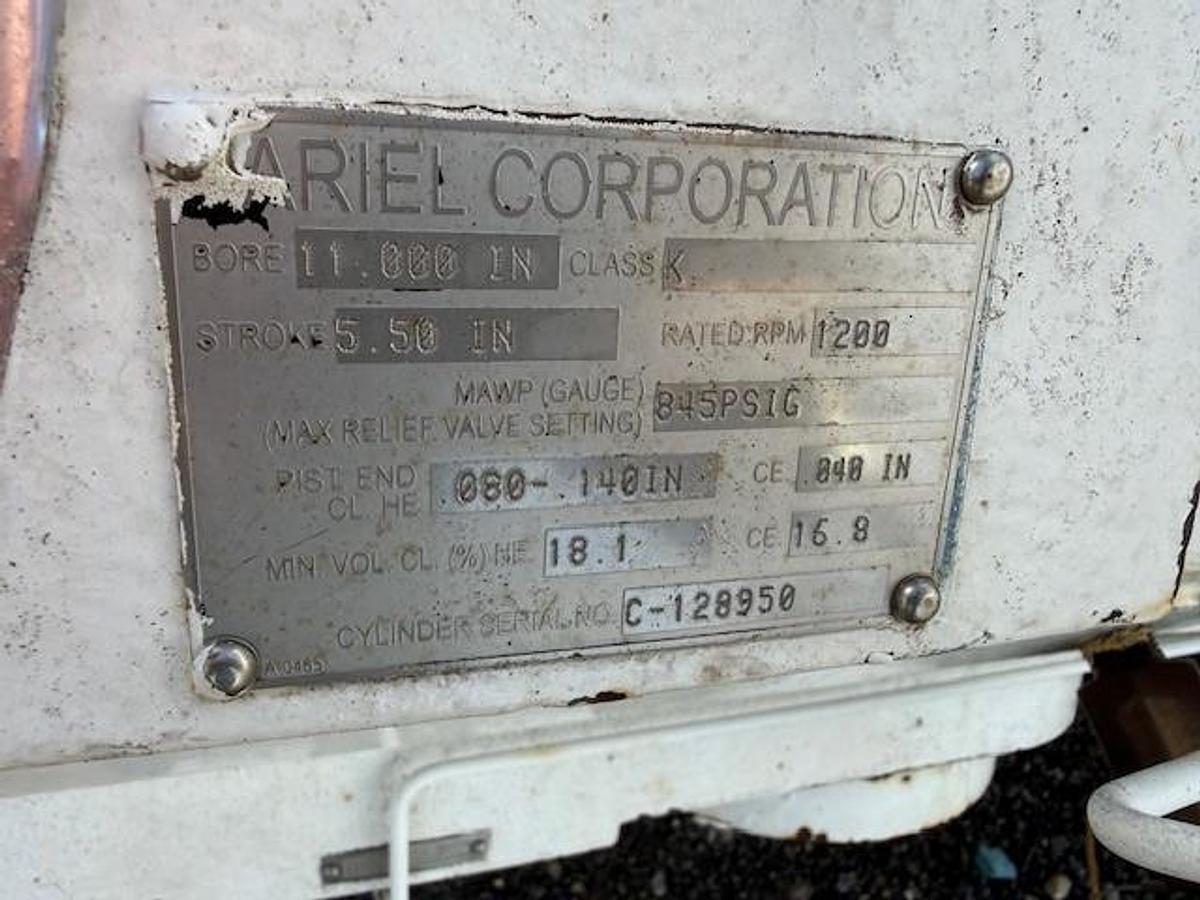 ARIEL CORPORATION
BORE 11.000 IN CLASS K
STROKE 5.50 IN RATED RPM 1200
MAWP (GAUGE)
(MAX RELIEF VALVE SETTING) 845PSIG
PIST. END
CL. HE .080-.140IN CE .040 IN
MIN. VOL. CL. (%) HE 18.1 CE 16.8
CYLINDER SERIAL NO. C-128950